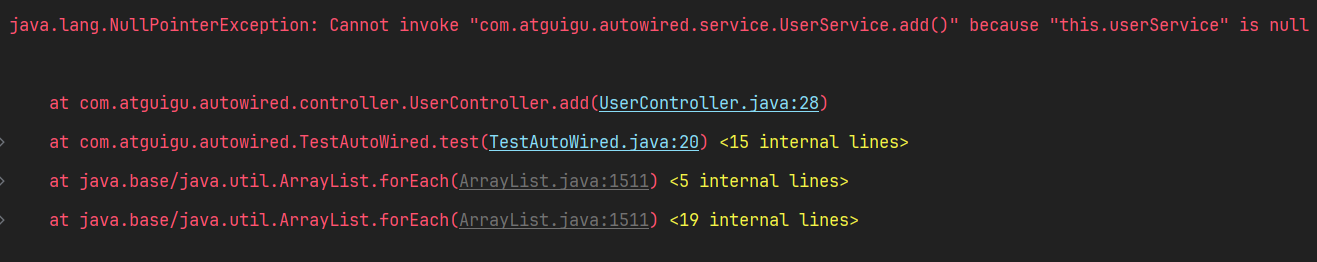 java.lang.NullPointerException: Cannot invoke "com.atguigu.autowired.service.UserService.add()" because "this.userService" is null
at com.atguigu.autowired.controller.UserController.add(UserController.java:28)
at com.atguigu.autowired.TestAutoWired.test(TestAutoWired.java:20) <15 internal lines>
at java.base/java.util.ArrayList.forEach(ArrayList.java:1511) <5 internal lines>
at java.base/java.util.ArrayList.forEach(ArrayList.java:1511) <19 internal lines>